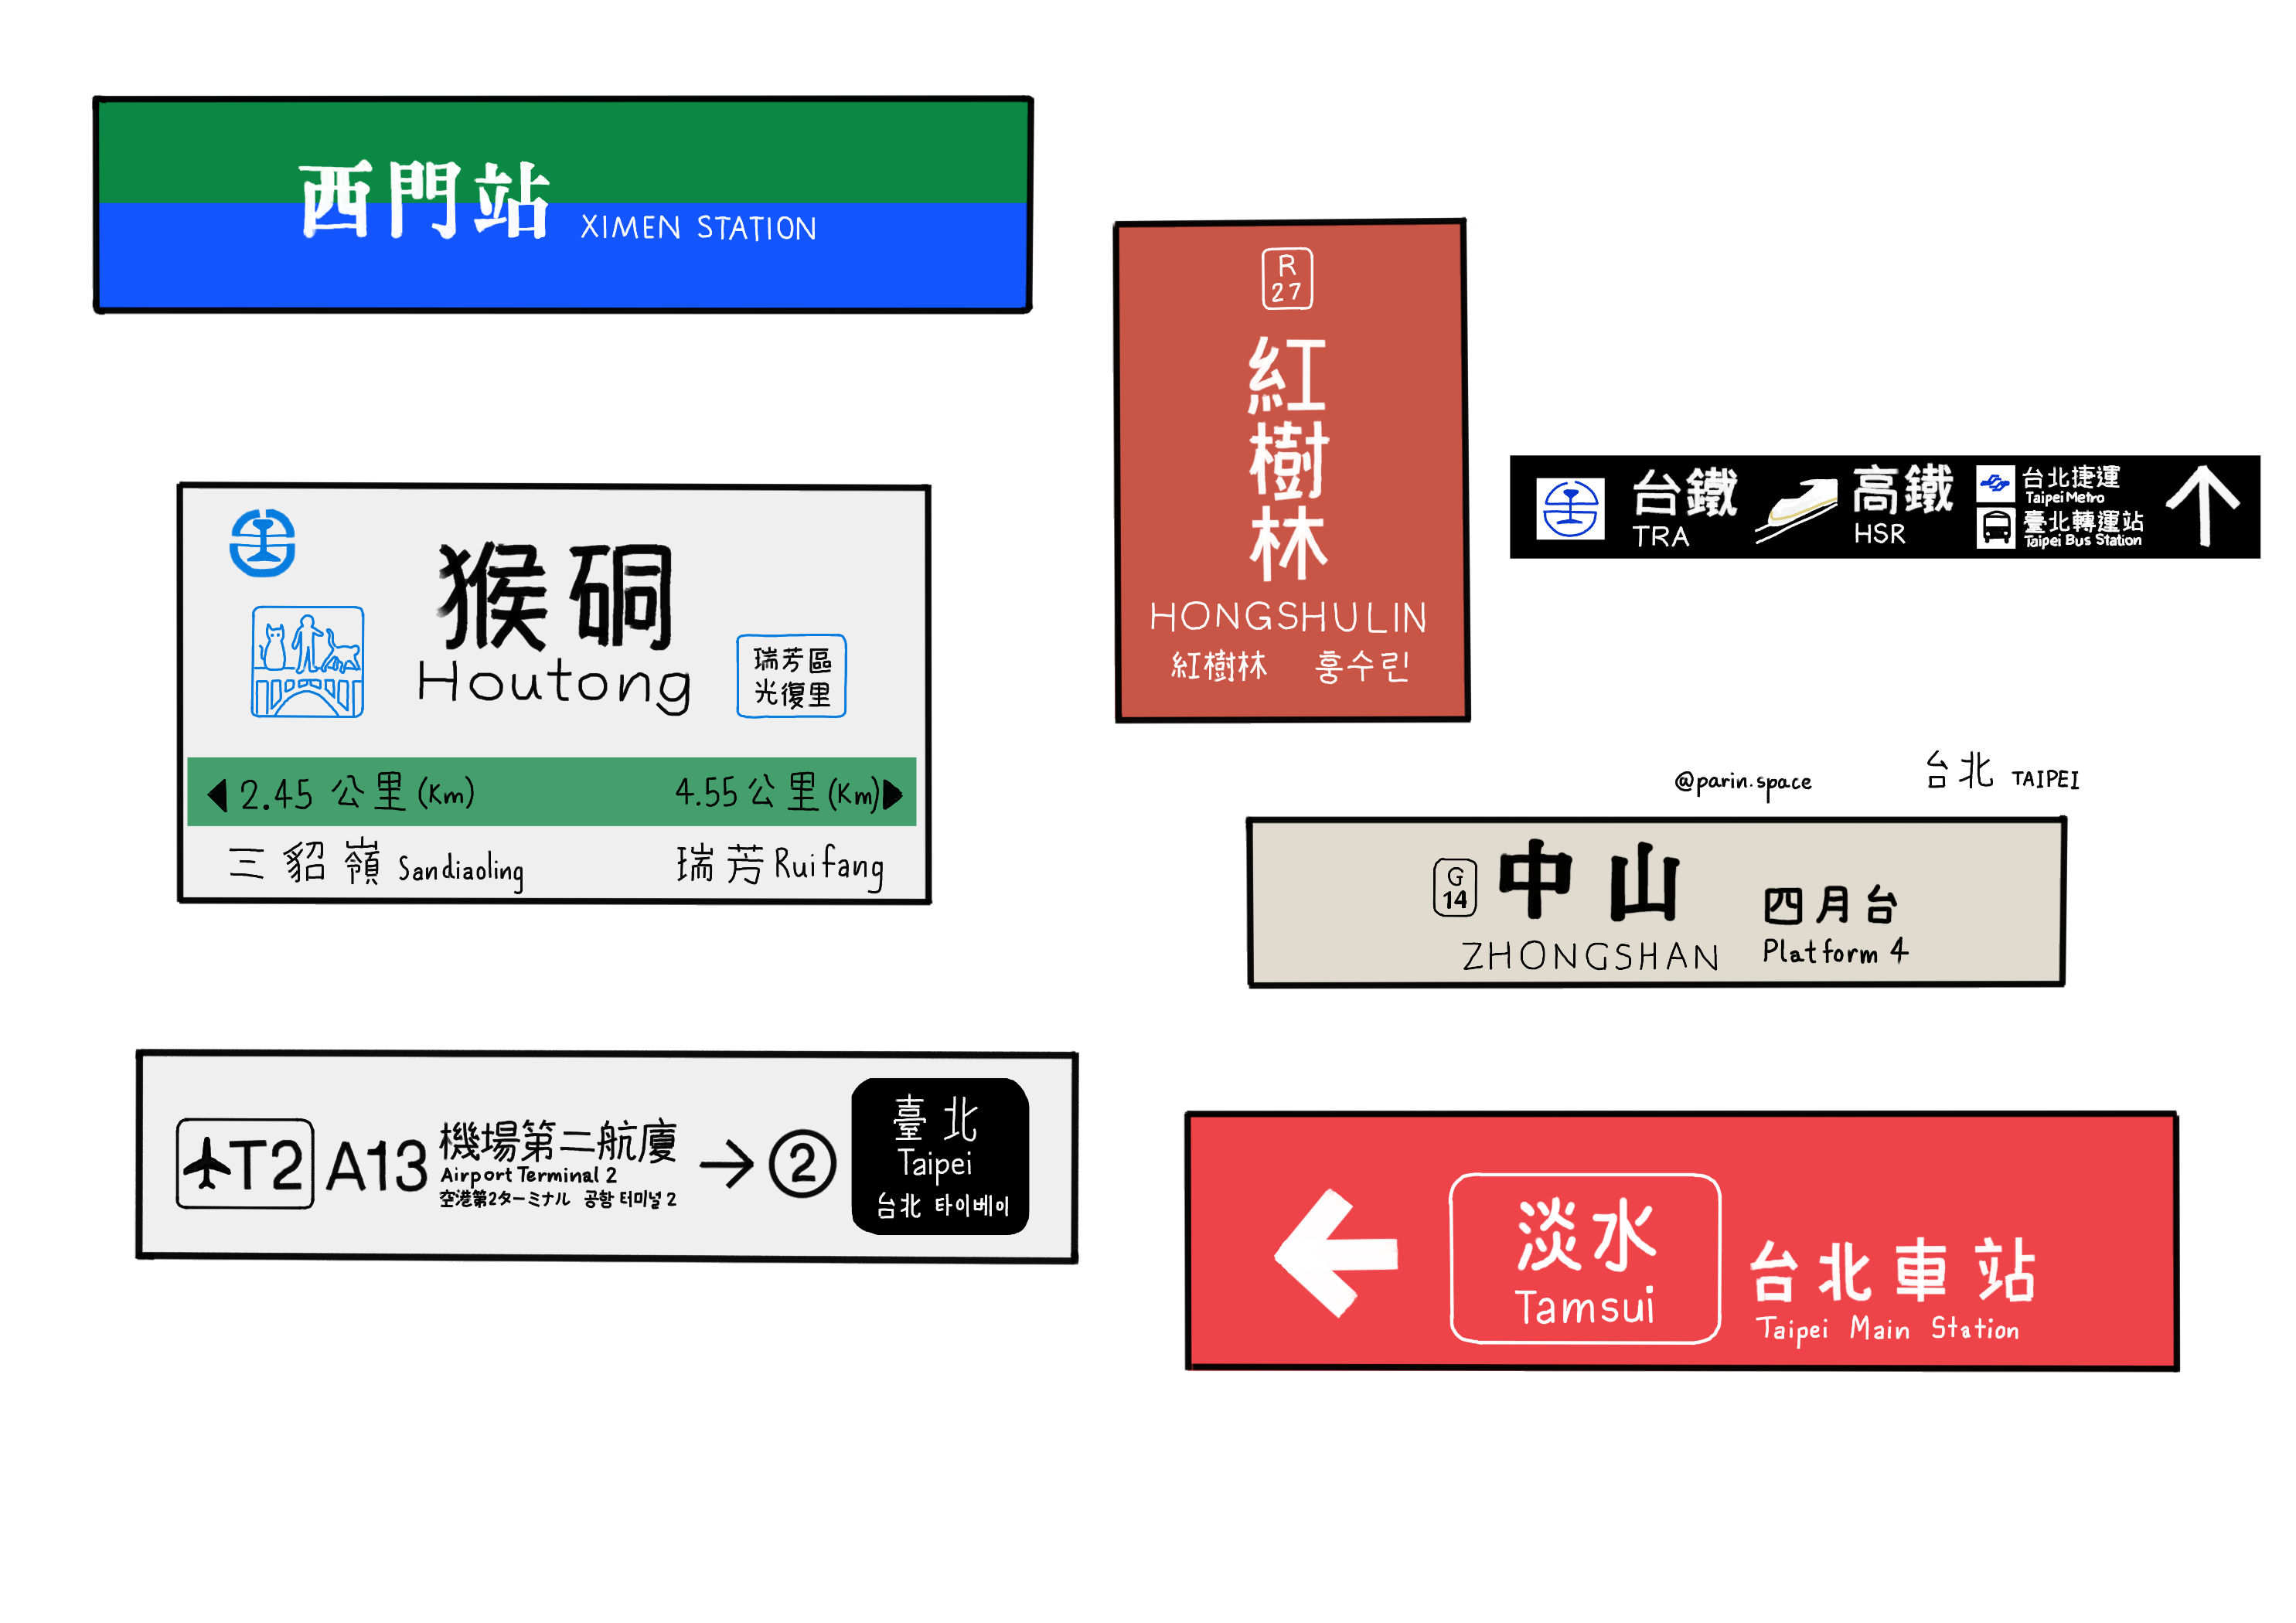 西門站 XIMEN STATION
R
27
紅
樹
林
HONGSHULIN
紅樹林 홍수린
台鐵
TRA
高鐵
HSR
台北捷運
Taipei Metro
臺北轉運站
Taipei Bus Station
猴硐
Houtong
瑞芳區
光復里
2.45 公里 (Km)
4.55 公里 (Km)
三貂嶺 Sandiaoling
瑞芳 Ruifang
@parin.space
台北 TAIPEI
G
14
中山
ZHONGSHAN
四月台
Platform 4
T2 A13
機場第二航廈
Airport Terminal 2
空港第2ターミナル 공항 터미널 2
→ ②
臺北
Taipei
台北 타이베이
淡水
Tamsui
台北車站
Taipei Main Station